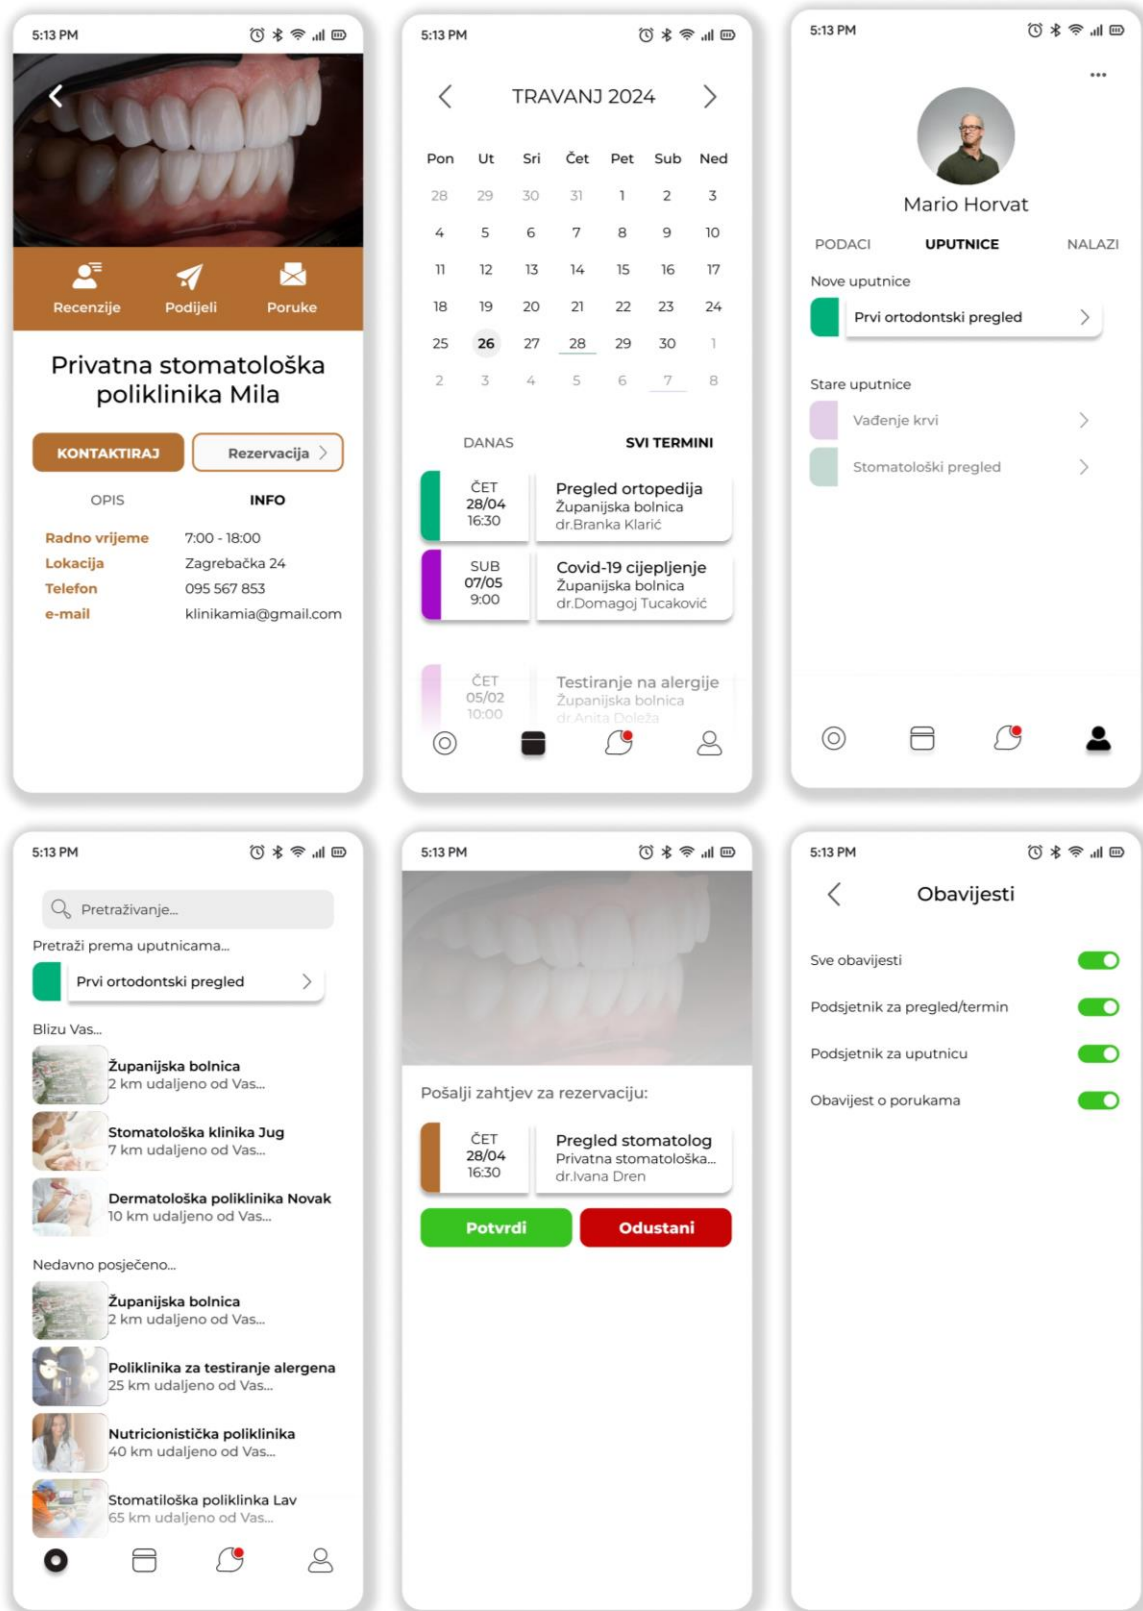 5:13 PM
Recenzije Podijeli Poruke
Privatna stomatološka
poliklinika Mila
KONTAKTIRAJ Rezervacija
OPIS INFO
Radno vrijeme 7:00 - 18:00
Lokacija Zagrebačka 24
Telefon 095 567 853
e-mail klinikamia@gmail.com
5:13 PM
TRAVANJ 2024
Pon Ut Sri Čet Pet Sub Ned
28 29 30 31 1 2 3
4 5 6 7 8 9 10
11 12 13 14 15 16 17
18 19 20 21 22 23 24
25 26 27 28 29 30 1
2 3 4 5 6 7 8
DANAS SVI TERMINI
ČET
28/04
16:30
Pregled ortopedija
Županijska bolnica
dr.Branka Klarić
SUB
07/05
9:00
Covid-19 cijepljenje
Županijska bolnica
dr.Domagoj Tucaković
ČET
05/02
10:00
Testiranje na alergije
Županijska bolnica
dr.Anita Doleža
5:13 PM
Mario Horvat
PODACI UPUTNICE NALAZI
Nove uputnice
Prvi ortodontski pregled
Stare uputnice
Vađenje krvi
Stomatološki pregled
5:13 PM
Pretraživanje...
Pretraži prema uputnicama...
Prvi ortodontski pregled
Blizu Vas...
Županijska bolnica
2 km udaljeno od Vas...
Stomatološka klinika Jug
7 km udaljeno od Vas...
Dermatološka poliklinika Novak
10 km udaljeno od Vas...
Nedavno posječeno...
Županijska bolnica
2 km udaljeno od Vas...
Poliklinika za testiranje alergena
25 km udaljeno od Vas...
Nutricionistička poliklinika
40 km udaljeno od Vas...
Stomatiloška poliklinka Lav
65 km udaljeno od Vas...
5:13 PM
Pošalji zahtjev za rezervaciju:
ČET
28/04
16:30
Pregled stomatolog
Privatna stomatološka...
dr.Ivana Dren
Potvrdi Odustani
5:13 PM
Obavijesti
Sve obavijesti
Podsjetnik za pregled/termin
Podsjetnik za uputnicu
Obavijest o porukama